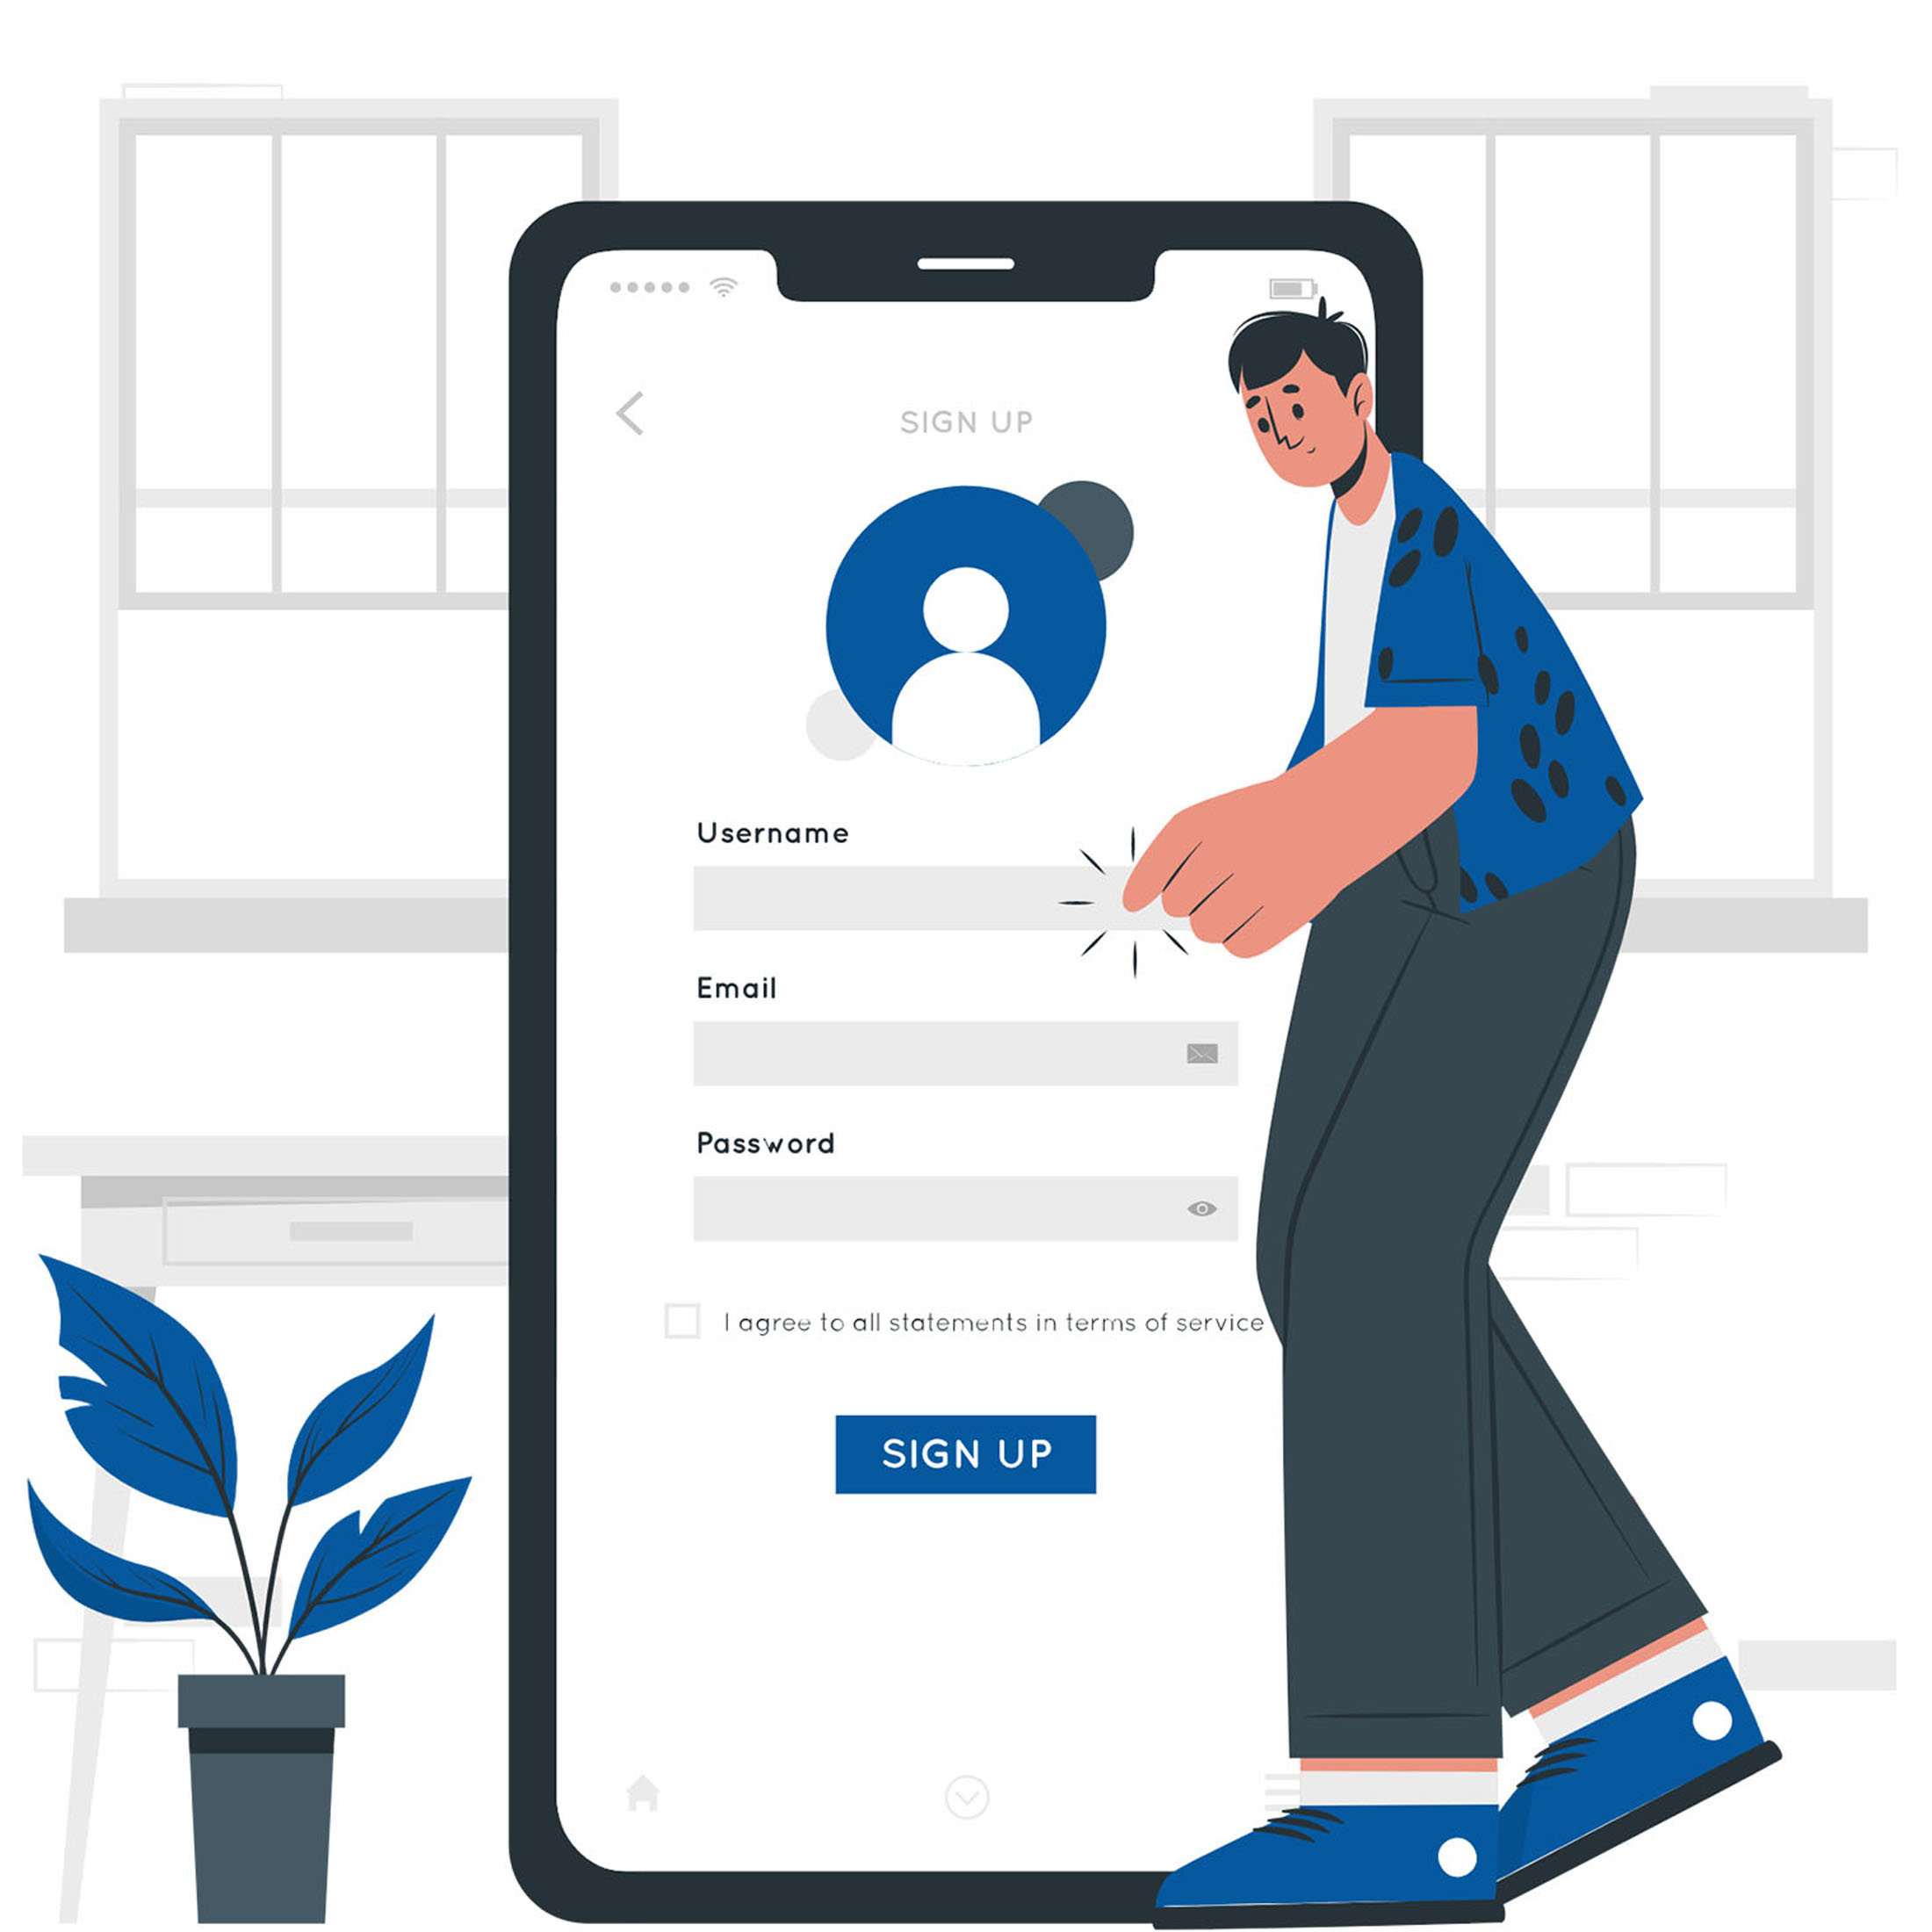 SIGN UP
Username
Email
Password
I agree to all statements in terms of service
SIGN UP